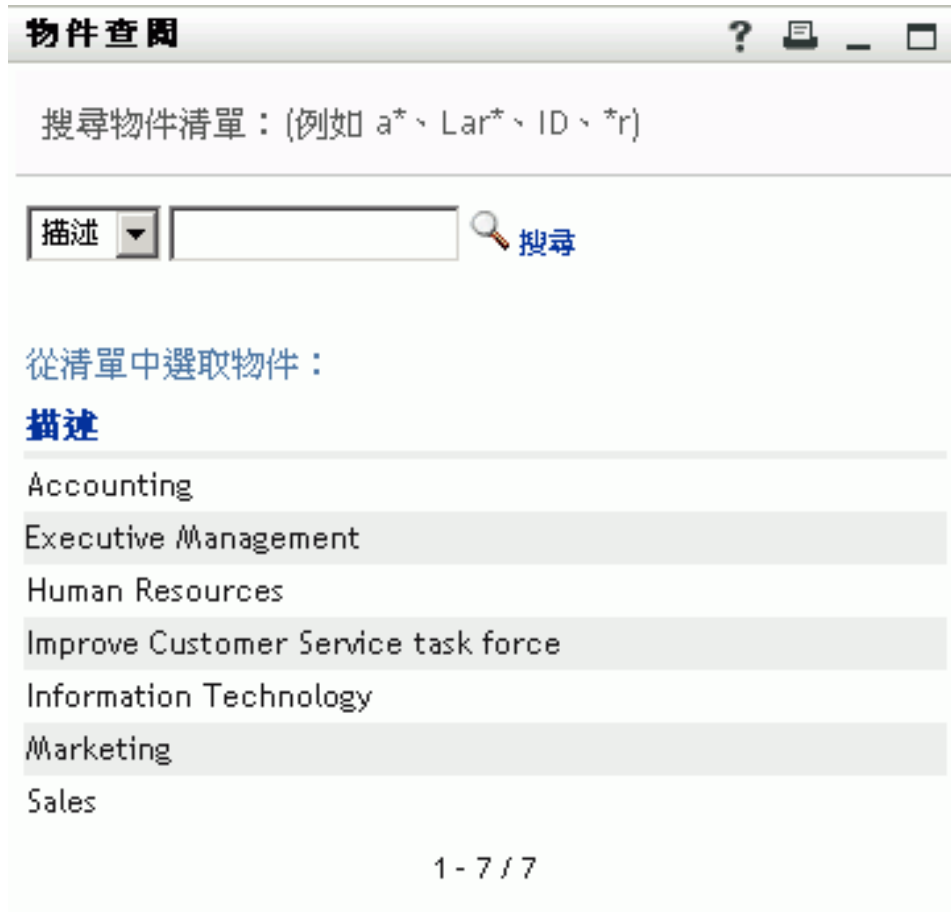 物件查閱
?
搜尋物件清單：(例如 a*、Lar*、ID、*r)
描述 搜尋
從清單中選取物件：
描述
Accounting
Executive Management
Human Resources
Improve Customer Service task force
Information Technology
Marketing
Sales
1 - 7 / 7